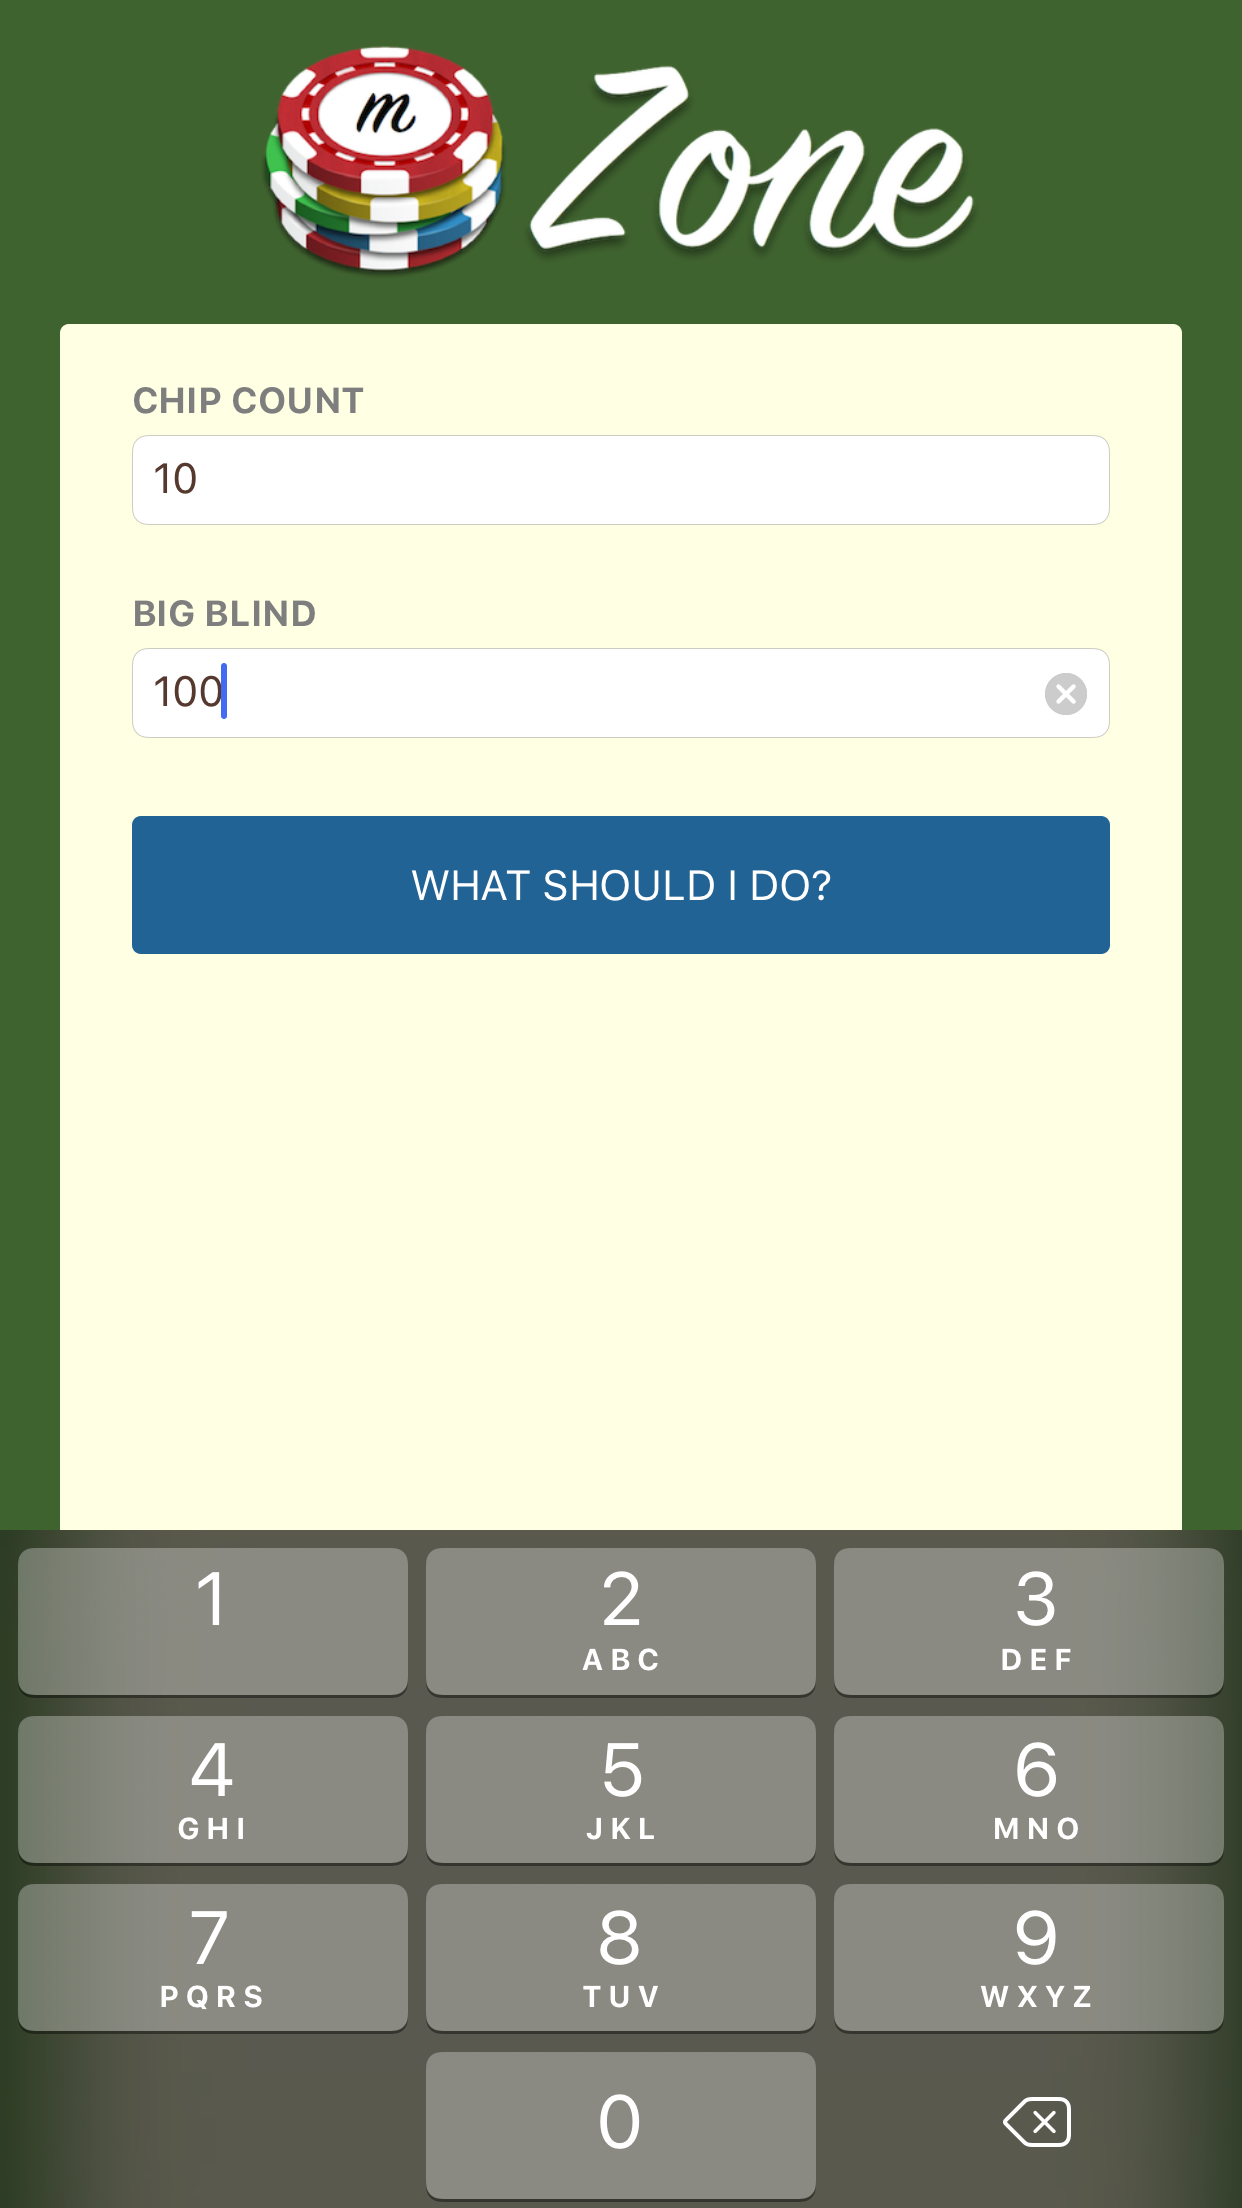 m Zone
CHIP COUNT
10
BIG BLIND
100
WHAT SHOULD I DO?
1 2 3
ABC DEF
4 5 6
GHI JKL MNO
7 8 9
PQRS TUV WXYZ
0